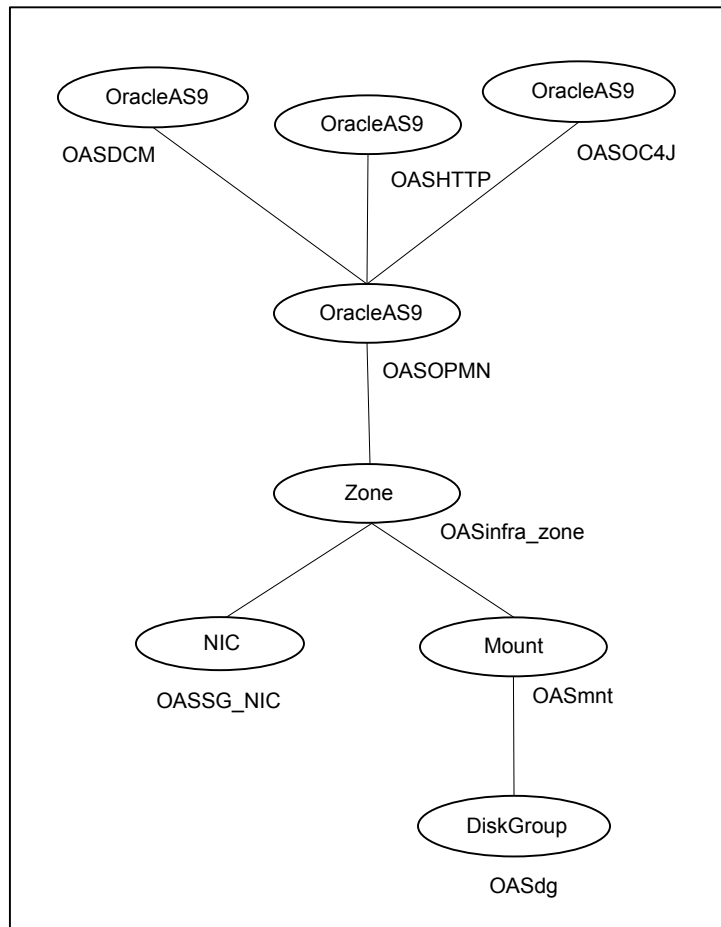 OracleAS9
OASDCM
OracleAS9
OASHTTP
OracleAS9
OASOC4J
OracleAS9
OASOPMN
Zone
OASinfra_zone
NIC
OASSG_NIC
Mount
OASmnt
DiskGroup
OASdg